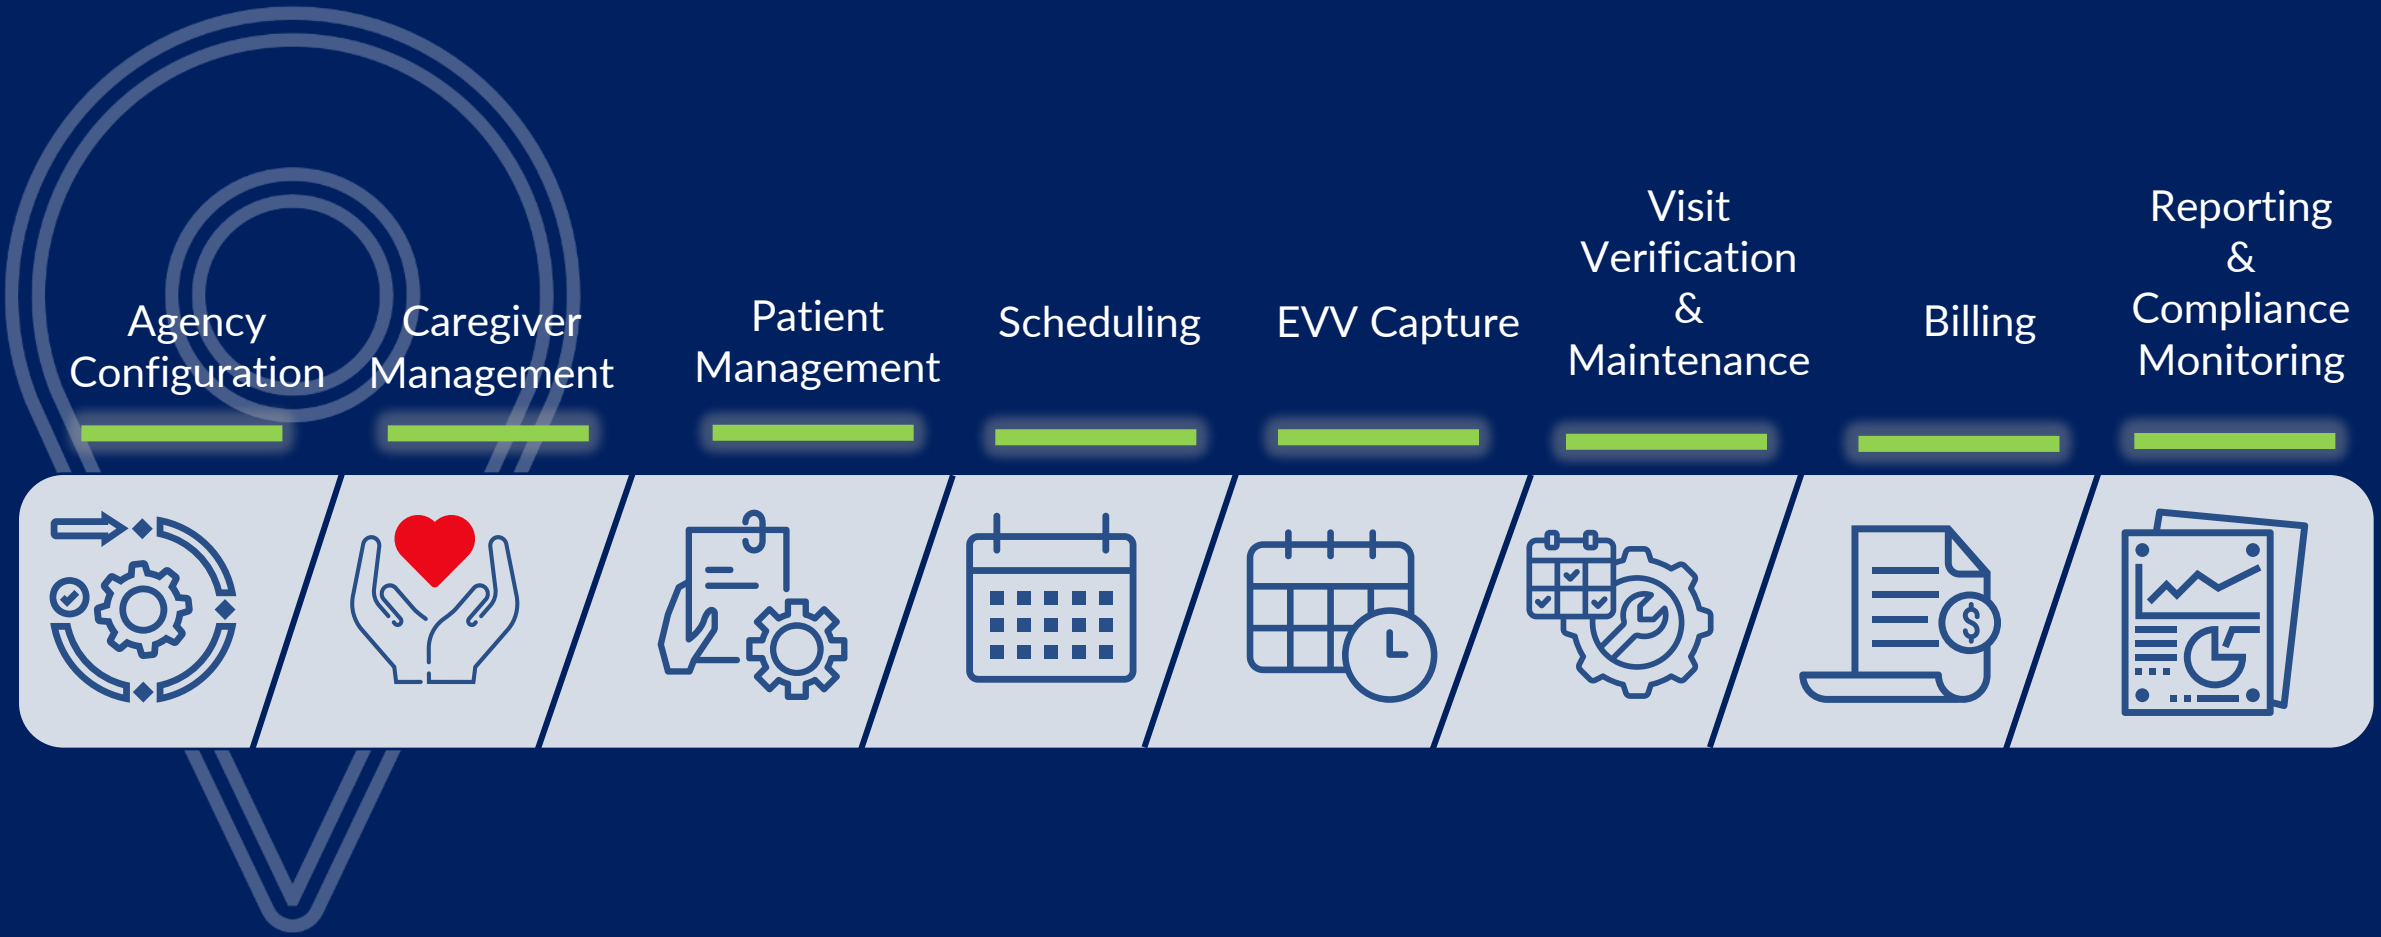 Agency
Configuration
Caregiver
Management
Patient
Management
Scheduling
EVV Capture
Visit
Verification
&
Maintenance
Billing
Reporting
&
Compliance
Monitoring
$